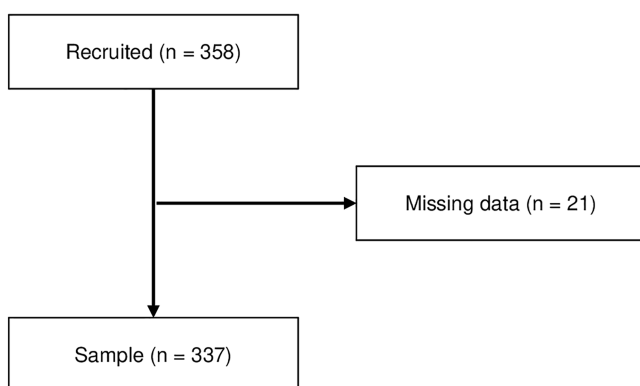 Recruited (n = 358)
Missing data (n = 21)
Sample (n = 337)